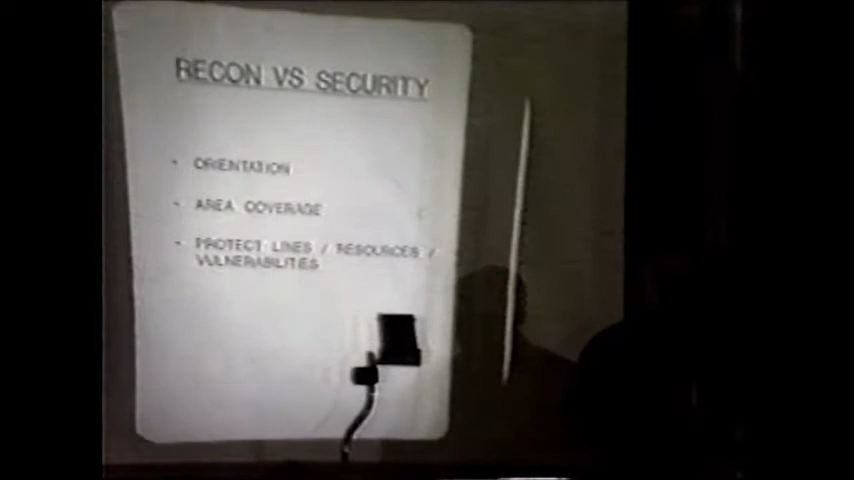 RECON VS SECURITY
- ORIENTATION
- AREA COVERAGE
- PROTECT LINES / RESOURCES /
VULNERABILITIES